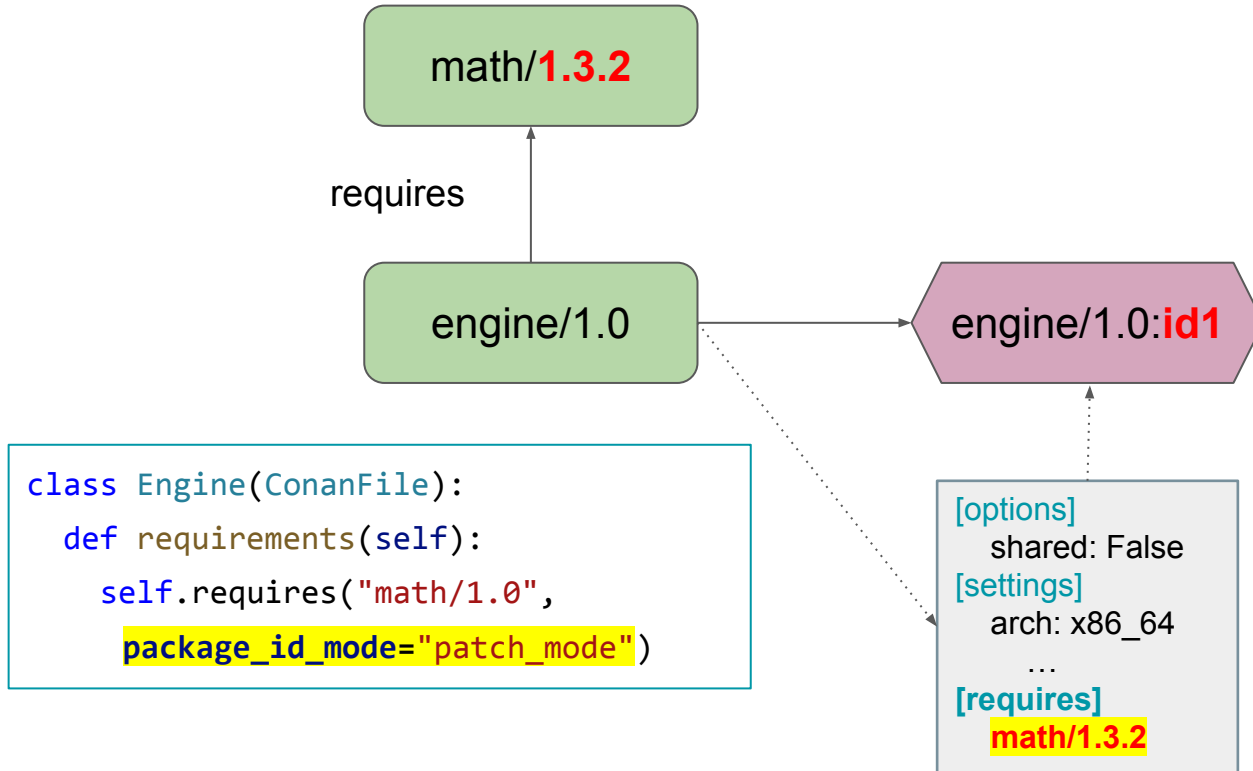 math/1.3.2
requires
engine/1.0
engine/1.0:id1
class Engine(ConanFile):
def requirements(self):
self.requires("math/1.0",
package_id_mode="patch_mode")
[options]
shared: False
[settings]
arch: x86_64
...
[requires]
math/1.3.2